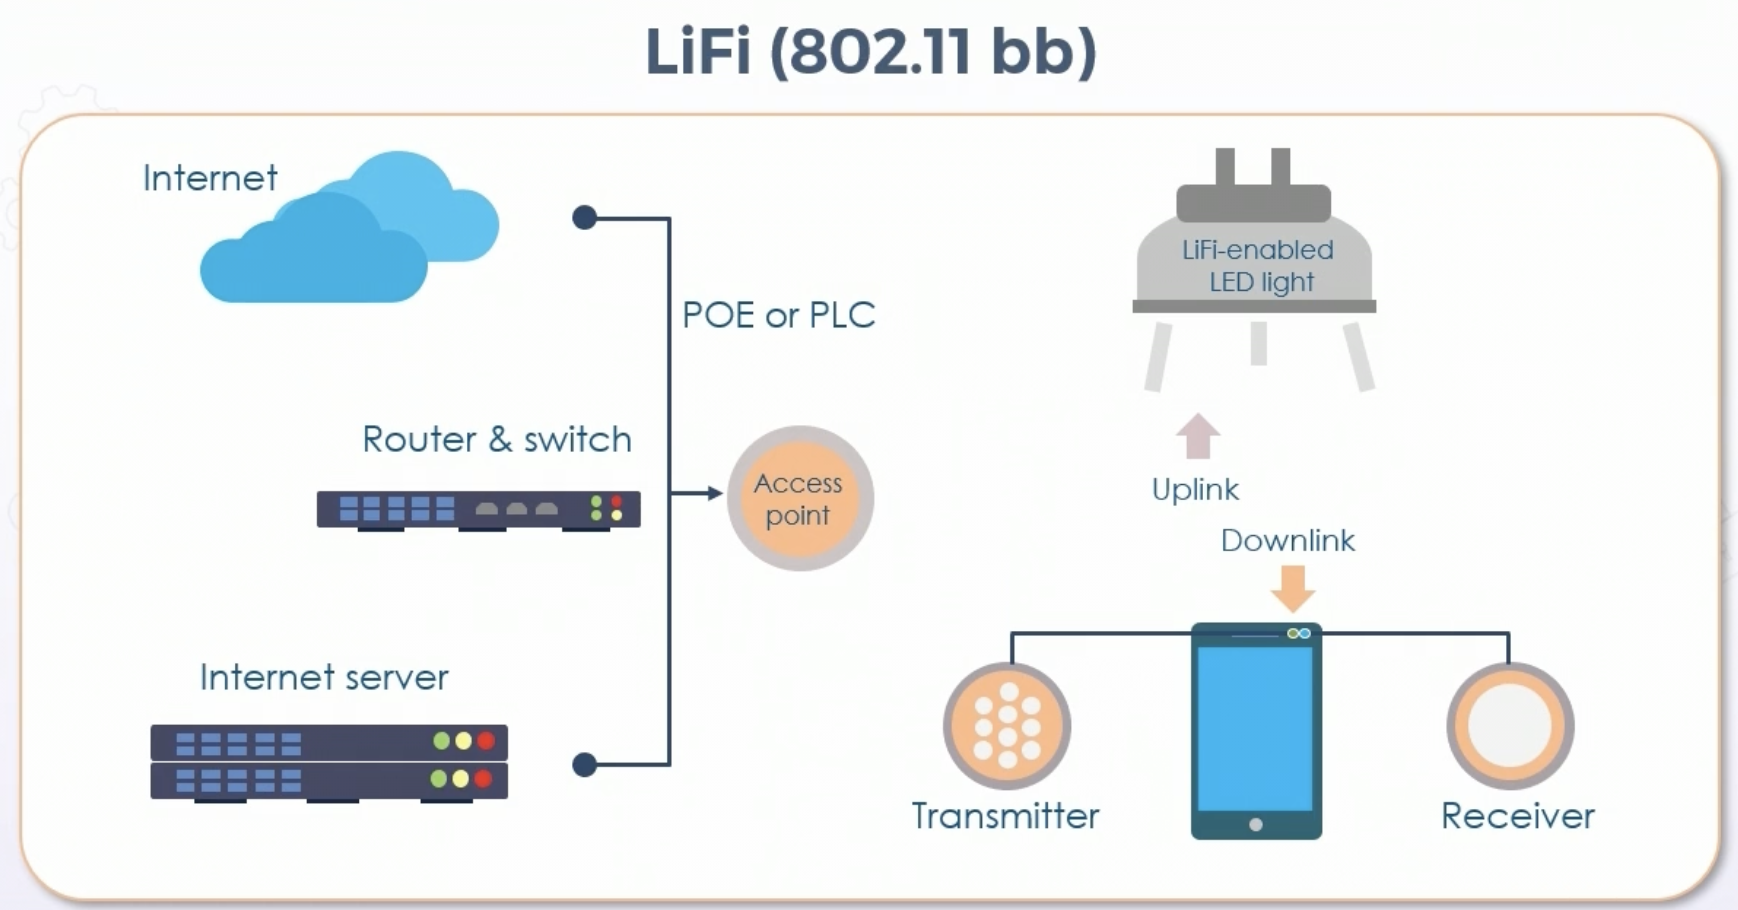 LiFi (802.11 bb)
Internet
POE or PLC
Router & switch
Access
point
Internet server
LiFi-enabled
LED light
Uplink
Downlink
Transmitter
Receiver